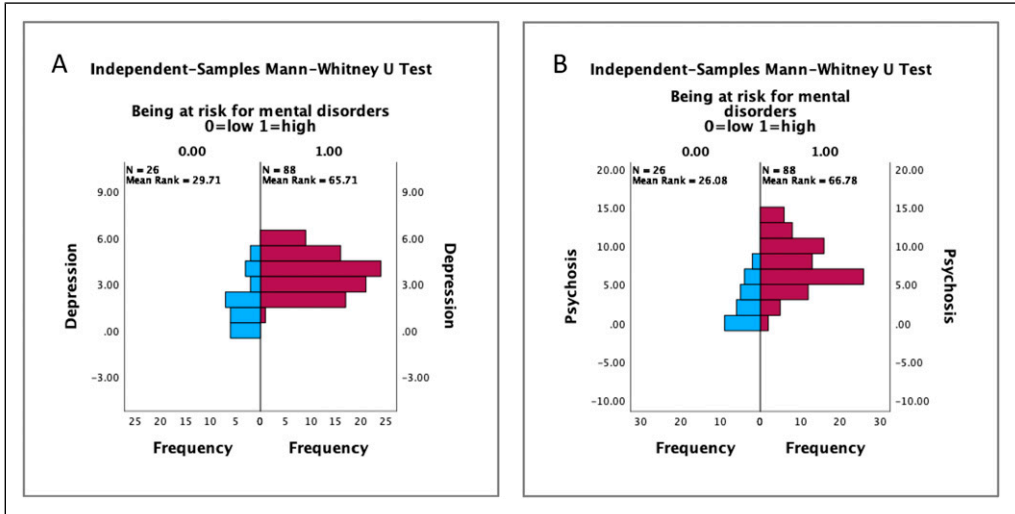 A
Independent-Samples Mann-Whitney U Test
Being at risk for mental disorders
0=low 1=high
0.00 1.00
N = 26
Mean Rank = 29.71
N = 88
Mean Rank = 65.71
9.00 9.00
6.00 6.00
3.00 3.00
.00 .00
-3.00 -3.00
Depression
Depression
25 20 15 10 5 0 5 10 15 20 25
Frequency Frequency
B
Independent-Samples Mann-Whitney U Test
Being at risk for mental
disorders
0=low 1=high
0.00 1.00
N = 26
Mean Rank = 26.08
N = 88
Mean Rank = 66.78
20.00 20.00
15.00 15.00
10.00 10.00
5.00 5.00
.00 .00
-5.00 -5.00
-10.00 -10.00
Psychosis
Psychosis
30 20 10 0 10 20 30
Frequency Frequency